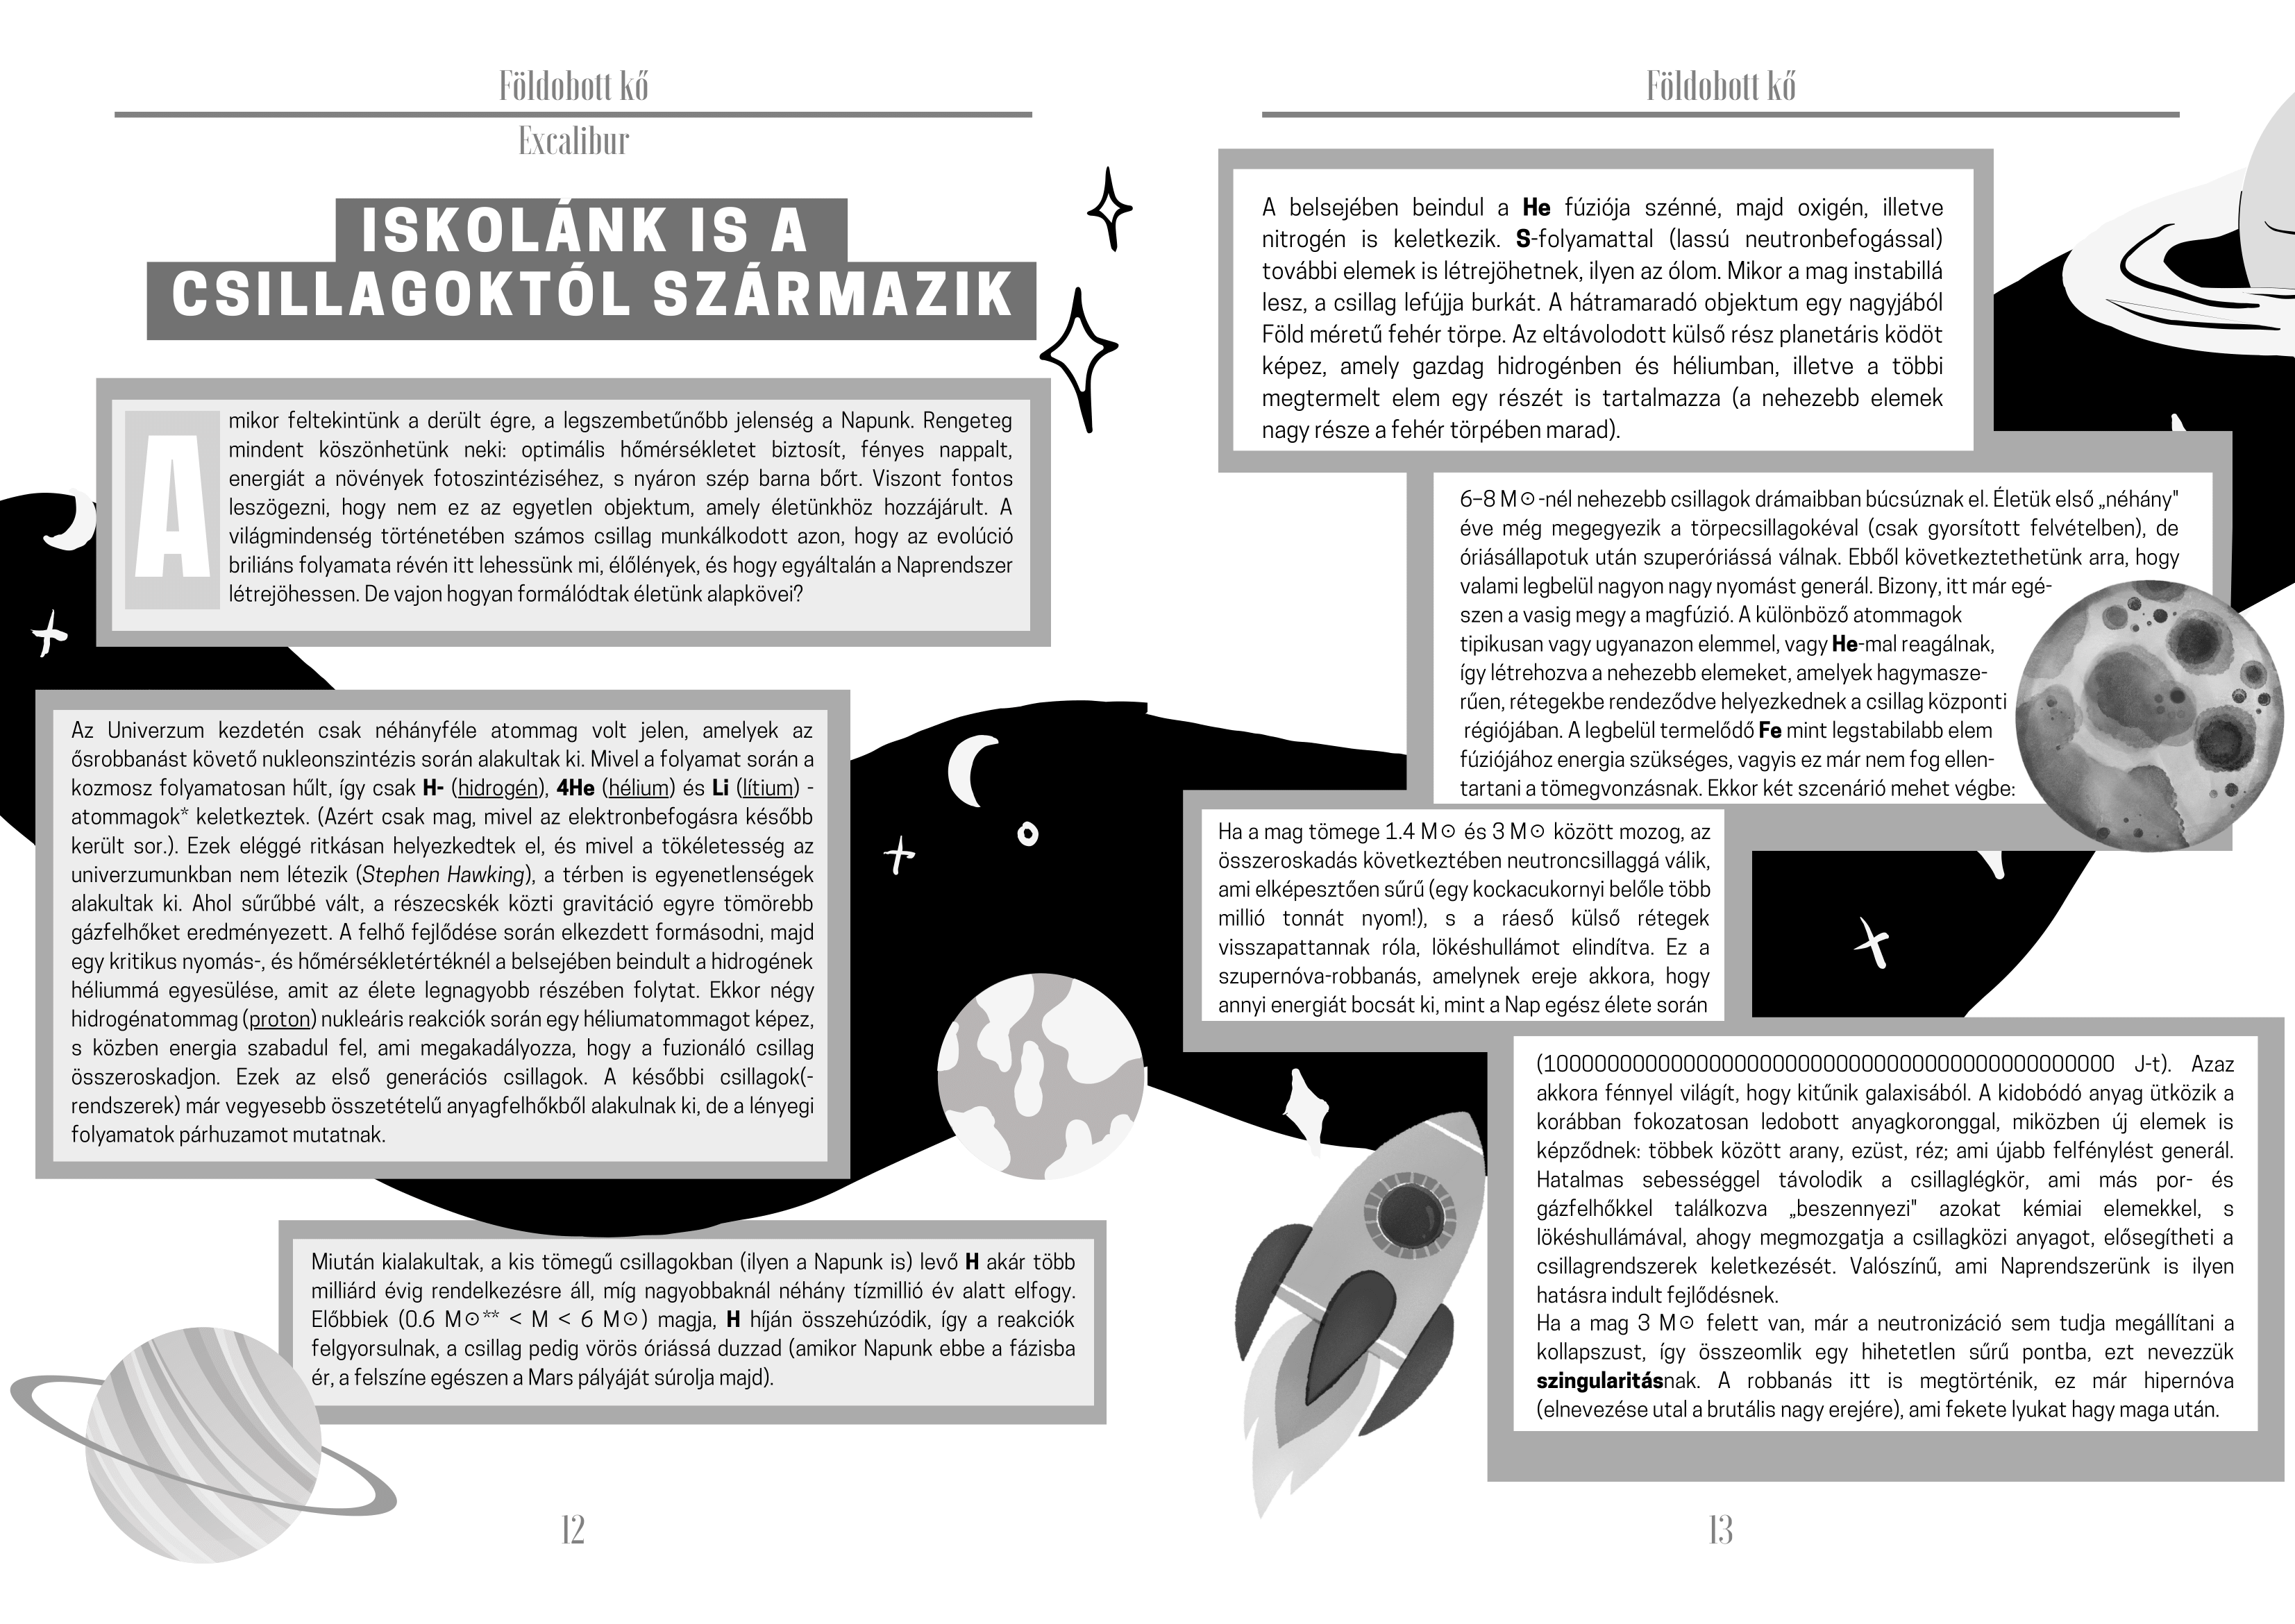 Földobott kő
Excalibur
ISKOLÁNK IS A
CSILLAGOKTÓL SZÁRMAZIK
A
mikor feltekintünk a derült égre, a legszembetűnőbb jelenség a Napunk. Rengeteg
mindent köszönhetünk neki: optimális hőmérsékletet biztosít, fényes nappalt,
energiát a növények fotoszintéziséhez, s nyáron szép barna bőrt. Viszont fontos
leszögezni, hogy nem ez az egyetlen objektum, amely életünkhöz hozzájárult. A
világmindenség történetében számos csillag munkálkodott azon, hogy az evolúció
briliáns folyamata révén itt lehessünk mi, élőlények, és hogy egyáltalán a Naprendszer
létrejöhessen. De vajon hogyan formálódtak életünk alapkövei?
Az Univerzum kezdetén csak néhányféle atommag volt jelen, amelyek az
ősrobbanást követő nukleonszintézis során alakultak ki. Mivel a folyamat során a
kozmosz folyamatosan hűlt, így csak H- (hidrogén), 4He (hélium) és Li (lítium) -
atommagok* keletkeztek. (Azért csak mag, mivel az elektronbefogásra később
került sor.). Ezek eléggé ritkásan helyezkedtek el, és mivel a tökéletesség az
univerzumunkban nem létezik (Stephen Hawking), a térben is egyenetlenségek
alakultak ki. Ahol sűrűbbé vált, a részecskék közti gravitáció egyre tömörebb
gázfelhőket eredményezett. A felhő fejlődése során elkezdett formásodni, majd
egy kritikus nyomás-, és hőmérsékletértéknél a belsejében beindult a hidrogének
héliummá egyesülése, amit az élete legnagyobb részében folytat. Ekkor négy
hidrogénatommag (proton) nukleáris reakciók során egy héliumatommagot képez,
s közben energia szabadul fel, ami megakadályozza, hogy a fuzionáló csillag
összeroskadjon. Ezek az első generációs csillagok. A későbbi csillagok(-
rendszerek) már vegyesebb összetételű anyagfelhőkből alakulnak ki, de a lényegi
folyamatok párhuzamot mutatnak.
Miután kialakultak, a kis tömegű csillagokban (ilyen a Napunk is) levő H akár több
milliárd évig rendelkezésre áll, míg nagyobbaknál néhány tízmillió év alatt elfogy.
Előbbiek (0.6 M⊙** < M < 6 M⊙) magja, H híján összehúzódik, így a reakciók
felgyorsulnak, a csillag pedig vörös óriássá duzzad (amikor Napunk ebbe a fázisba
ér, a felszíne egészen a Mars pályáját súrolja majd).
12
Földobott kő
A belsejében beindul a He fúziója szénné, majd oxigén, illetve
nitrogén is keletkezik. S-folyamattal (lassú neutronbefogással)
további elemek is létrejöhetnek, ilyen az ólom. Mikor a mag instabillá
lesz, a csillag lefújja burkát. A hátramaradó objektum egy nagyjából
Föld méretű fehér törpe. Az eltávolodott külső rész planetáris ködöt
képez, amely gazdag hidrogénben és héliumban, illetve a többi
megtermelt elem egy részét is tartalmazza (a nehezebb elemek
nagy része a fehér törpében marad).
6–8 M⊙-nél nehezebb csillagok drámaibban búcsúznak el. Életük első „néhány"
éve még megegyezik a törpecsillagokéval (csak gyorsított felvételben), de
óriásállapotuk után szuperóriássá válnak. Ebből következtethetünk arra, hogy
valami legbelül nagyon nagy nyomást generál. Bizony, itt már egé-
szen a vasig megy a magfúzió. A különböző atommagok
tipikusan vagy ugyanazon elemmel, vagy He-mal reagálnak,
így létrehozva a nehezebb elemeket, amelyek hagymasze-
rűen, rétegekbe rendeződve helyezkednek a csillag központi
régiójában. A legbelül termelődő Fe mint legstabilabb elem
fúziójához energia szükséges, vagyis ez már nem fog ellen-
tartani a tömegvonzásnak. Ekkor két szcenárió mehet végbe:
Ha a mag tömege 1.4 M⊙ és 3 M⊙ között mozog, az
összeroskadás következtében neutroncsillaggá válik,
ami elképesztően sűrű (egy kockacukornyi belőle több
millió tonnát nyom!), s a ráeső külső rétegek
visszapattannak róla, lökéshullámot elindítva. Ez a
szupernóva-robbanás, amelynek ereje akkora, hogy
annyi energiát bocsát ki, mint a Nap egész élete során
(100000000000000000000000000000000000000000000 J-t). Azaz
akkora fénnyel világít, hogy kitűnik galaxisából. A kidobódó anyag ütközik a
korábban fokozatosan ledobott anyagkoronggal, miközben új elemek is
képződnek: többek között arany, ezüst, réz; ami újabb felfénylést generál.
Hatalmas sebességgel távolodik a csillaglégkör, ami más por- és
gázfelhőkkel találkozva „beszennyezi" azokat kémiai elemekkel, s
lökéshullámával, ahogy megmozgatja a csillagközi anyagot, elősegítheti a
csillagrendszerek keletkezését. Valószínű, ami Naprendszerünk is ilyen
hatásra indult fejlődésnek.
Ha a mag 3 M⊙ felett van, már a neutronizáció sem tudja megállítani a
kollapszust, így összeomlik egy hihetetlen sűrű pontba, ezt nevezzük
szingularitásnak. A robbanás itt is megtörténik, ez már hipernóva
(elnevezése utal a brutális nagy erejére), ami fekete lyukat hagy maga után.
13